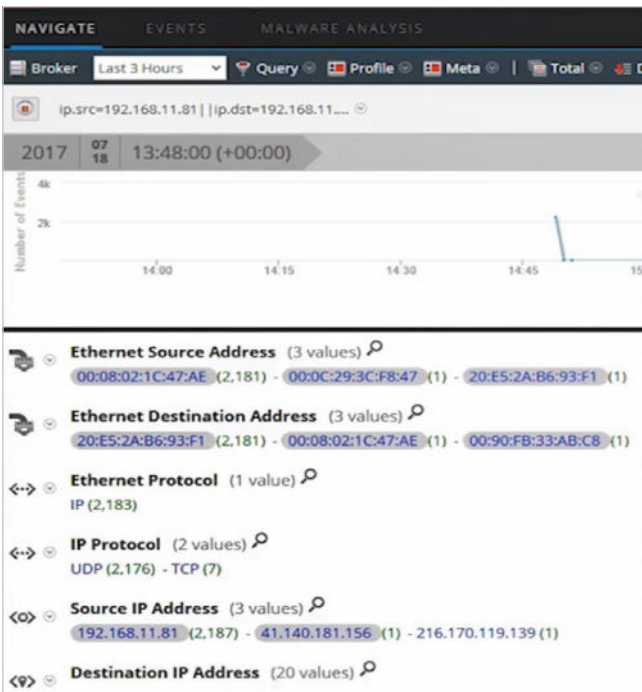 NAVIGATE EVENTS MALWARE ANALYSIS
Broker Last 3 Hours Query Profile Meta | Total
ip.src=192.168.11.81||ip.dst=192.168.11....
2017 07 18 13:48:00 (+00:00)
Number of Events
4k
2k
14:00 14:15 14:30 14:45 15
Ethernet Source Address (3 values)
00:08:02:1C:47:AE (2,181) - 00:0C:29:3C:F8:47 (1) - 20:E5:2A:B6:93:F1 (1)
Ethernet Destination Address (3 values)
20:E5:2A:B6:93:F1 (2,181) - 00:08:02:1C:47:AE (1) - 00:90:FB:33:AB:C8 (1)
Ethernet Protocol (1 value)
IP (2,183)
IP Protocol (2 values)
UDP (2,176) - TCP (7)
Source IP Address (3 values)
192.168.11.81 (2,187) - 41.140.181.156 (1) - 216.170.119.139 (1)
Destination IP Address (20 values)